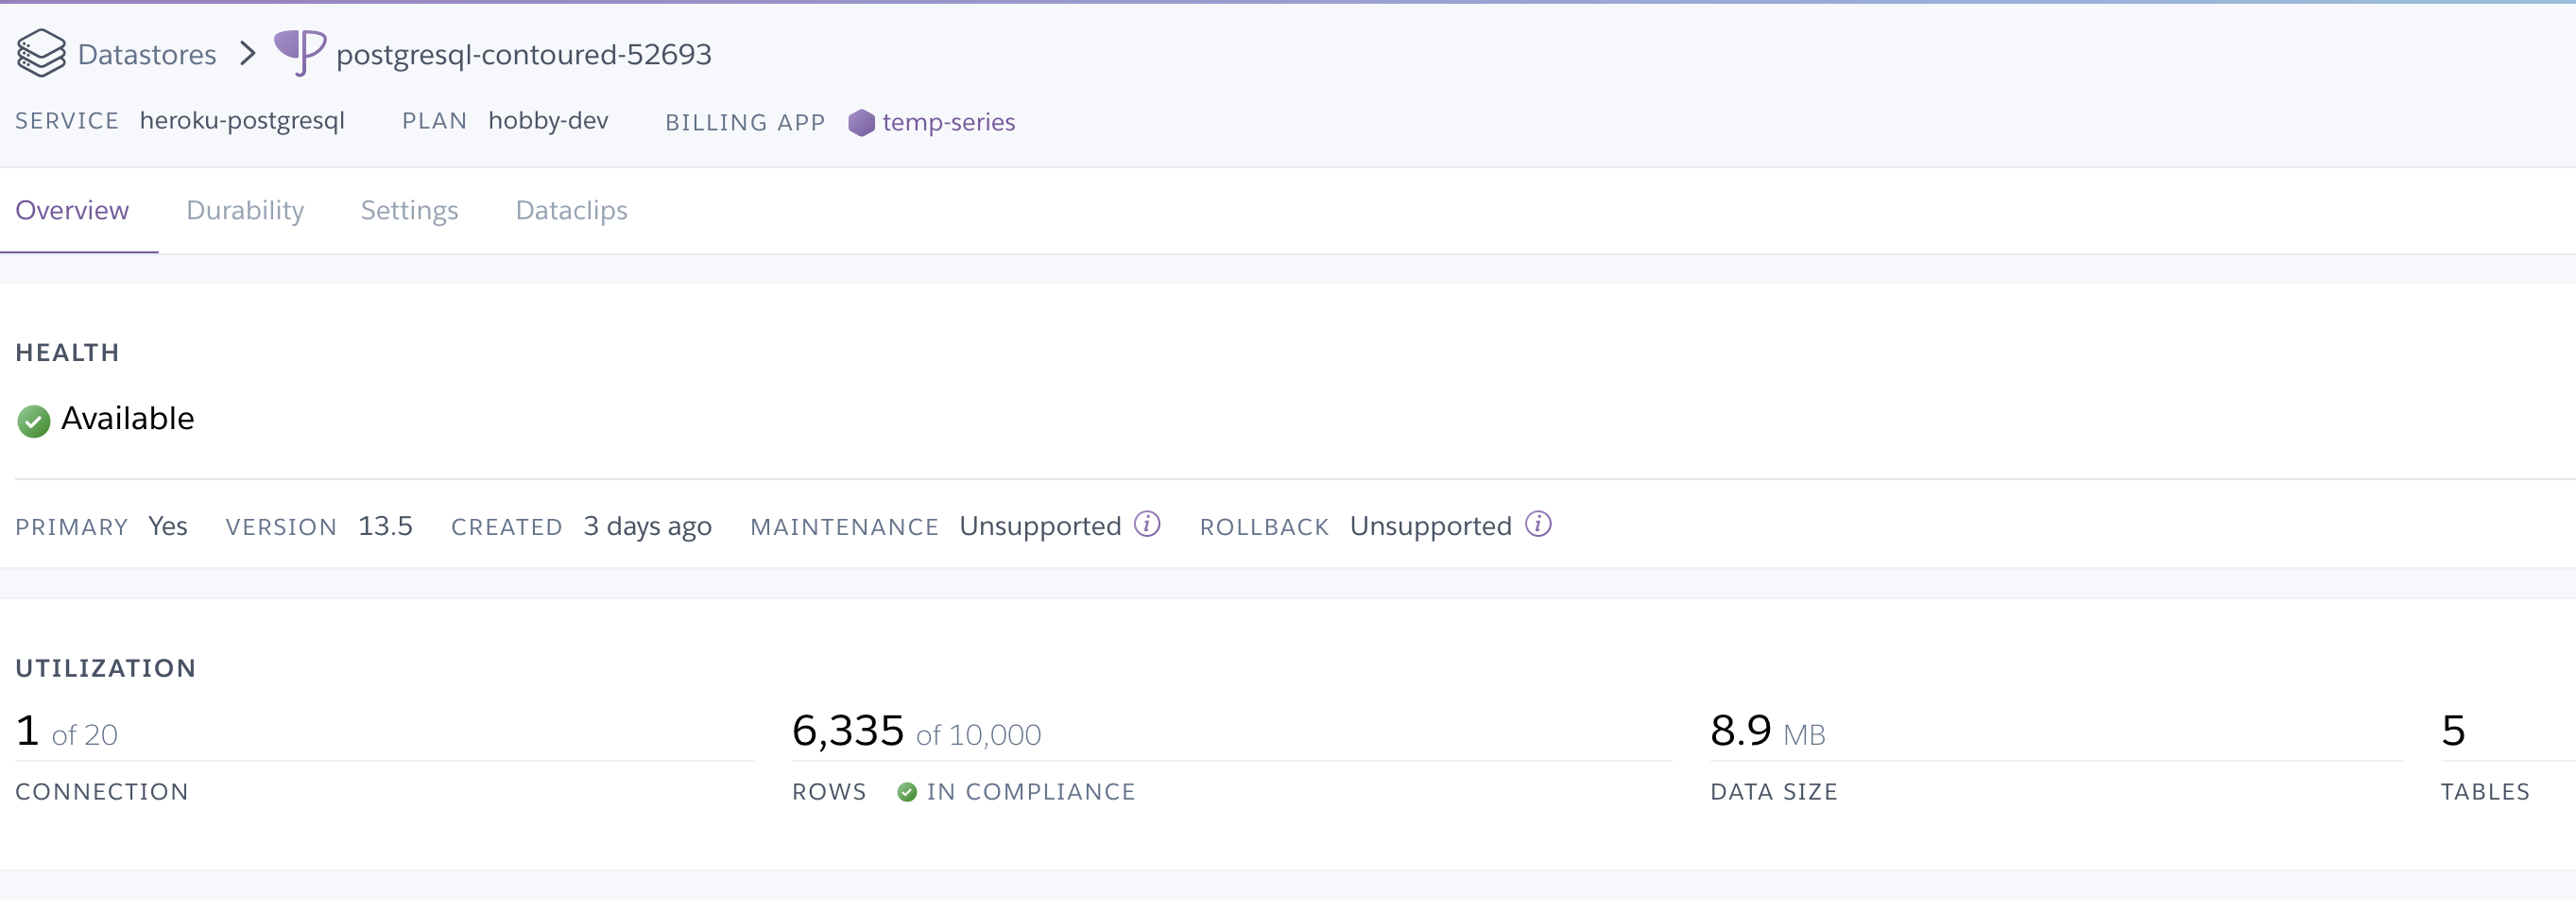 Datastores > postgresql-contoured-52693
SERVICE heroku-postgresql PLAN hobby-dev BILLING APP temp-series
Overview Durability Settings Dataclips
HEALTH
Available
PRIMARY Yes VERSION 13.5 CREATED 3 days ago MAINTENANCE Unsupported i ROLLBACK Unsupported i
UTILIZATION
1 of 20 6,335 of 10,000 8.9 MB 5
CONNECTION ROWS IN COMPLIANCE DATA SIZE TABLES